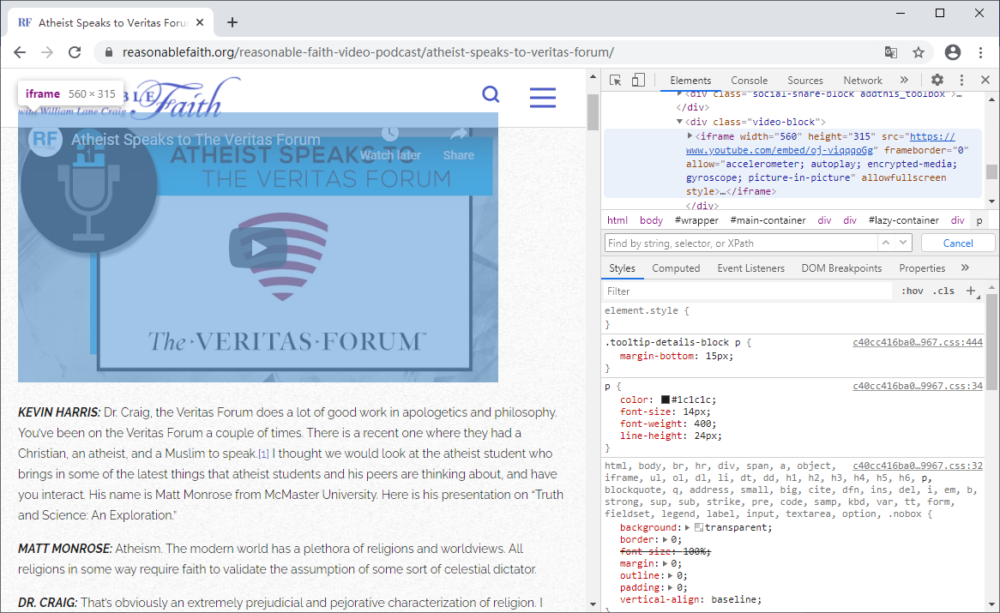 RF Atheist Speaks to Veritas Foru
reasonablefaith.org/reasonable-faith-video-podcast/atheist-speaks-to-veritas-forum/
iframe 560 × 315
BLE Faith
with William Lane Craig
RF Atheist Speaks to The Veritas Forum
Watch later Share
RF
ATHEIST SPEAKS TO
THE VERITAS FORUM
The·VERITAS·FORUM™
KEVIN HARRIS: Dr. Craig, the Veritas Forum does a lot of good work in apologetics and philosophy.
You've been on the Veritas Forum a couple of times. There is a recent one where they had a
Christian, an atheist, and a Muslim to speak.[1] I thought we would look at the atheist student who
brings in some of the latest things that atheist students and his peers are thinking about, and have
you interact. His name is Matt Monrose from McMaster University. Here is his presentation on “Truth
and Science: An Exploration.”
MATT MONROSE: Atheism. The modern world has a plethora of religions and worldviews. All
religions in some way require faith to validate the assumption of some sort of celestial dictator.
DR. CRAIG: That's obviously an extremely prejudicial and pejorative characterization of religion. I
Elements Console Sources Network »
<div class="social-share-block addthis_toolbox">…
</div>
<div class="video-block">
<iframe width="560" height="315" src="https://
www.youtube.com/embed/oj-viqqqoGg" frameborder="0"
allow="accelerometer; autoplay; encrypted-media;
gyroscope; picture-in-picture" allowfullscreen
style>…</iframe>
</div>
html body #wrapper #main-container div div #lazy-container div p
Find by string, selector, or XPath Cancel
Styles Computed Event Listeners DOM Breakpoints Properties »
Filter :hov .cls +
element.style {
}
.tooltip-details-block p { c40cc416ba0…967.css:444
margin-bottom: 15px;
}
p { c40cc416ba0…9967.css:34
color: #1c1c1c;
font-size: 14px;
font-weight: 400;
line-height: 24px;
}
html, body, br, hr, div, span, a, object, c40cc416ba0…9967.css:32
iframe, ul, ol, dl, li, dt, dd, h1, h2, h3, h4, h5, h6, p,
blockquote, q, address, small, big, cite, dfn, ins, del, i, em, b,
strong, sup, sub, strike, pre, code, samp, kbd, var, tt, form,
fieldset, legend, label, input, textarea, option, .nobox {
background: transparent;
border: 0;
font-size: 100%;
margin: 0;
outline: 0;
padding: 0;
vertical-align: baseline;
}